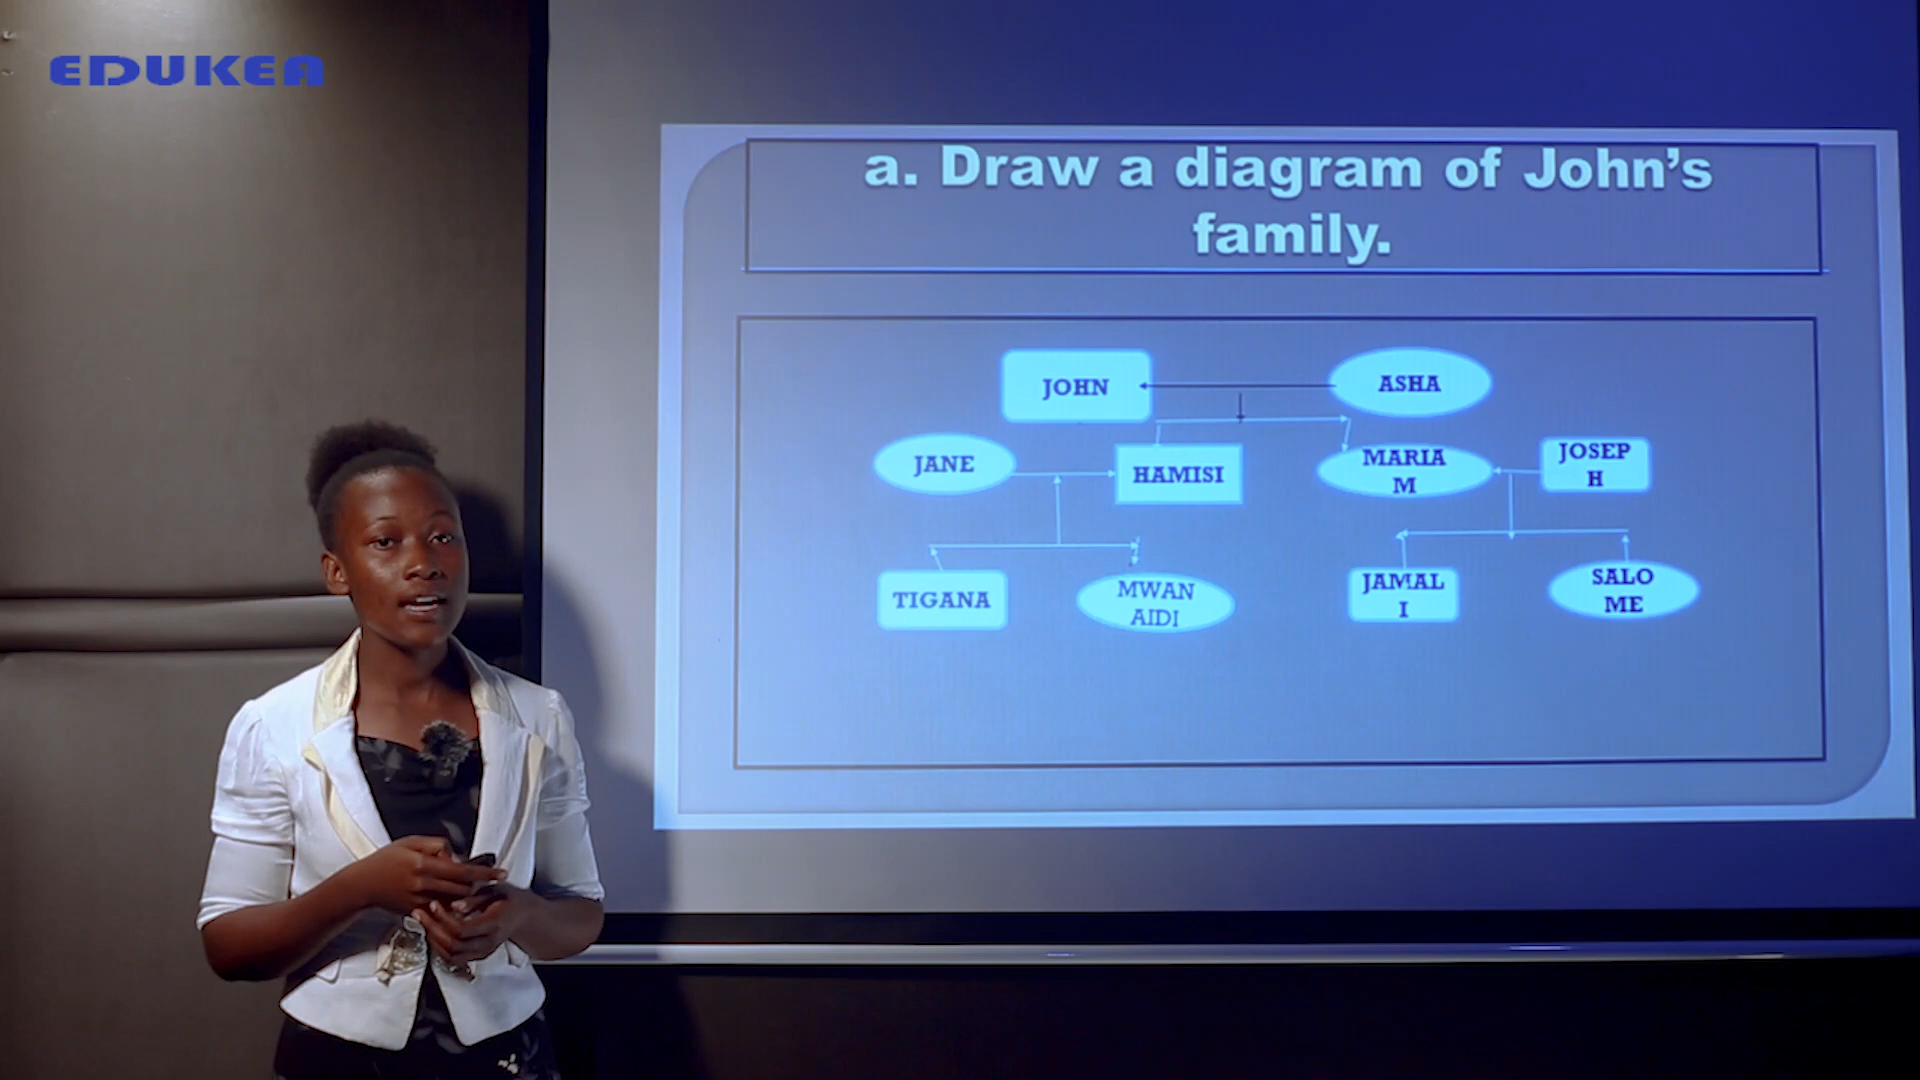 EDUKEA
a. Draw a diagram of John's
family.
JOHN
ASHA
JANE
HAMISI
MARIA
M
JOSEP
H
TIGANA
MWAN
AIDI
JAMAL
I
SALO
ME